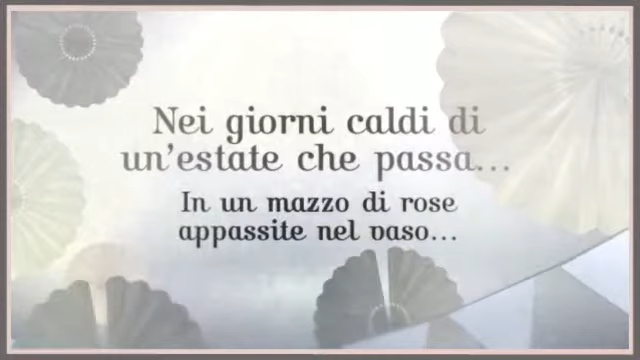 Nei giorni caldi di
un'estate che passa...
In un mazzo di rose
appassite nel vaso...